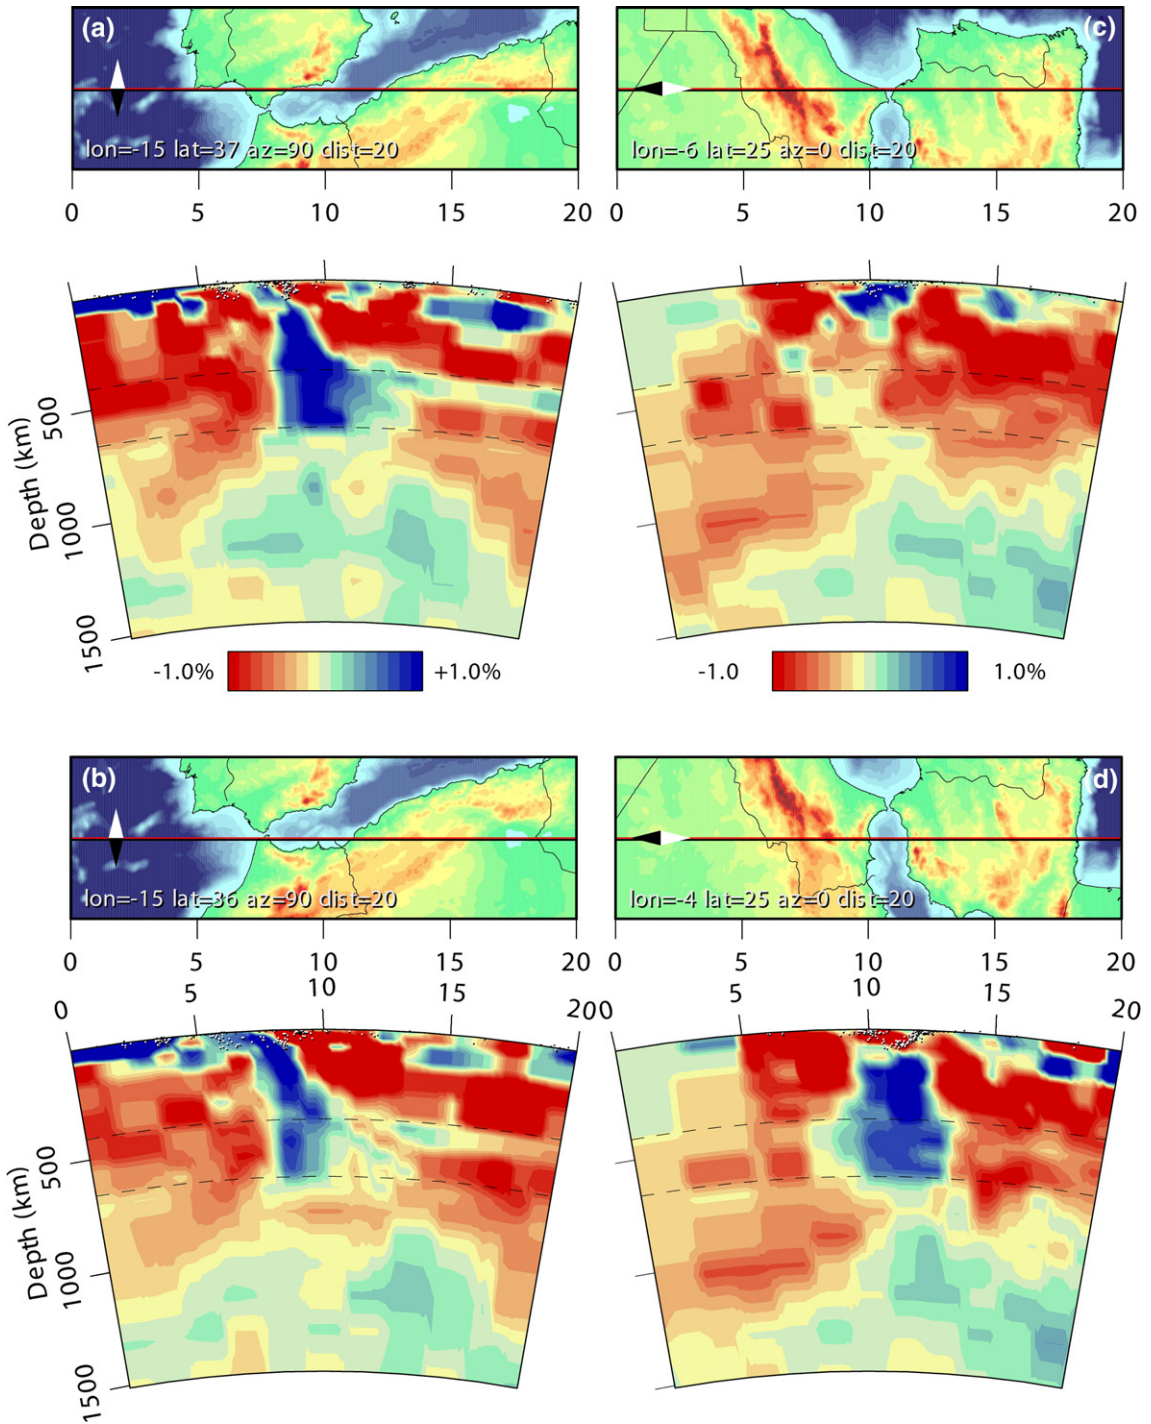 (a) (c)
lon=-15 lat=37 az=90 dist=20 lon=-6 lat=25 az=0 dist=20
0 5 10 15 20 0 5 10 15 20
500
1000
1500
Depth (km)
-1.0% +1.0% -1.0 1.0%
(b) (d)
lon=-15 lat=36 az=90 dist=20 lon=-4 lat=25 az=0 dist=20
0 5 10 15 20 0 5 10 15 20
0 5 10 15 20 0 5 10 15 20
500
1000
1500
Depth (km)